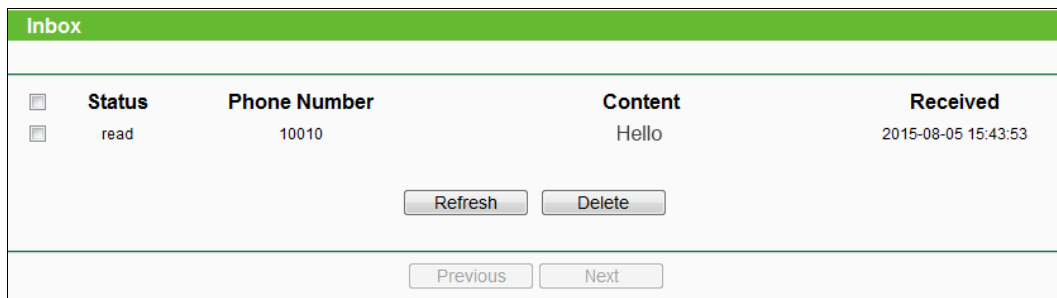 Inbox
Status Phone Number Content Received
read 10010 Hello 2015-08-05 15:43:53
Refresh Delete
Previous Next